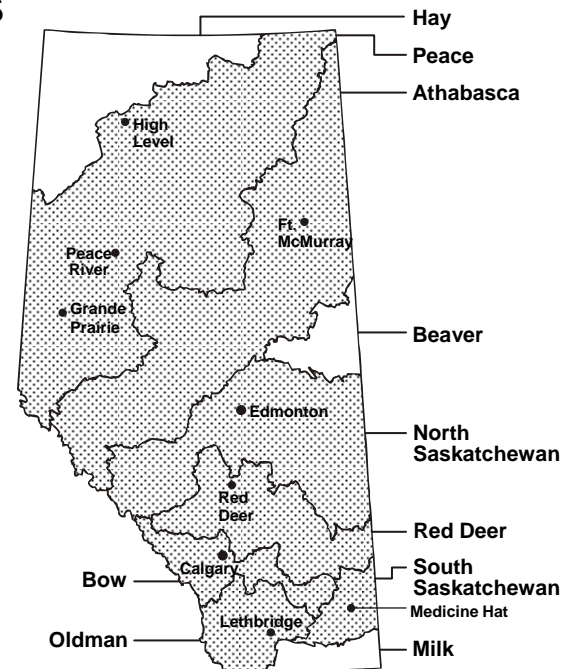 Hay
Peace
Athabasca
High
Level
Ft.
McMurray
Peace
River
Grande
Prairie
Beaver
Edmonton
North
Saskatchewan
Red
Deer
Red Deer
Calgary
South
Saskatchewan
Bow
Medicine Hat
Lethbridge
Oldman
Milk